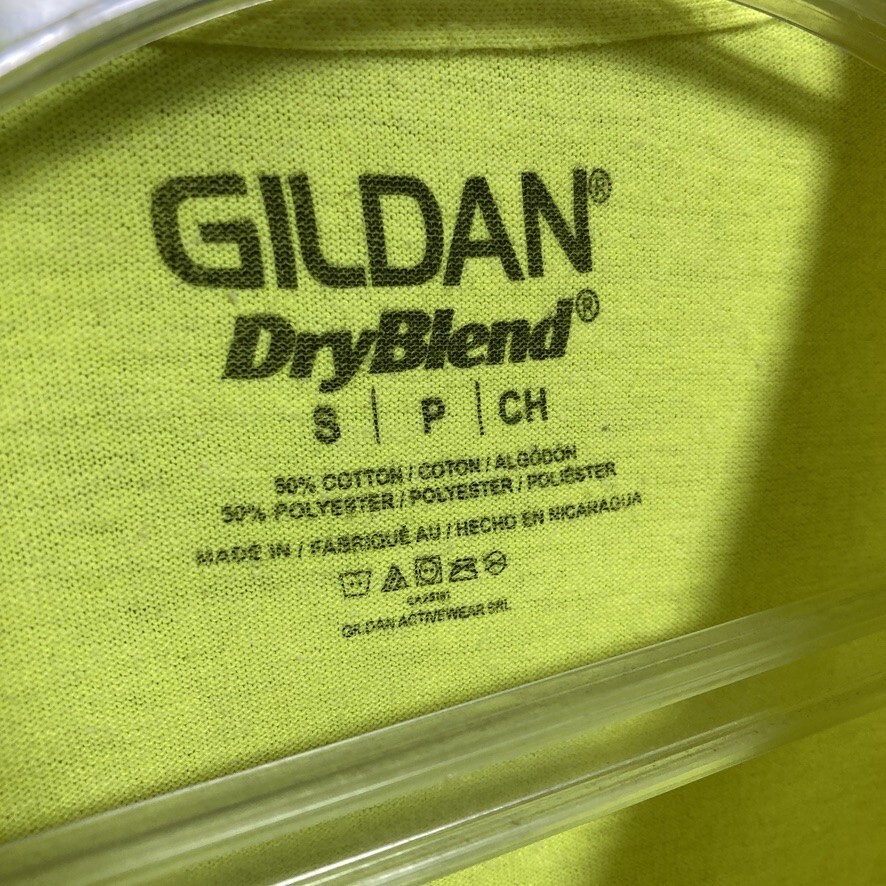 GILDAN®
DryBlend®
S | P | CH
50% COTTON / COTON / ALGODÓN
50% POLYESTER / POLYESTER / POLIÉSTER
MADE IN / FABRIQUÉ AU / HECHO EN NICARAGUA
GILDAN ACTIVEWEAR SRL